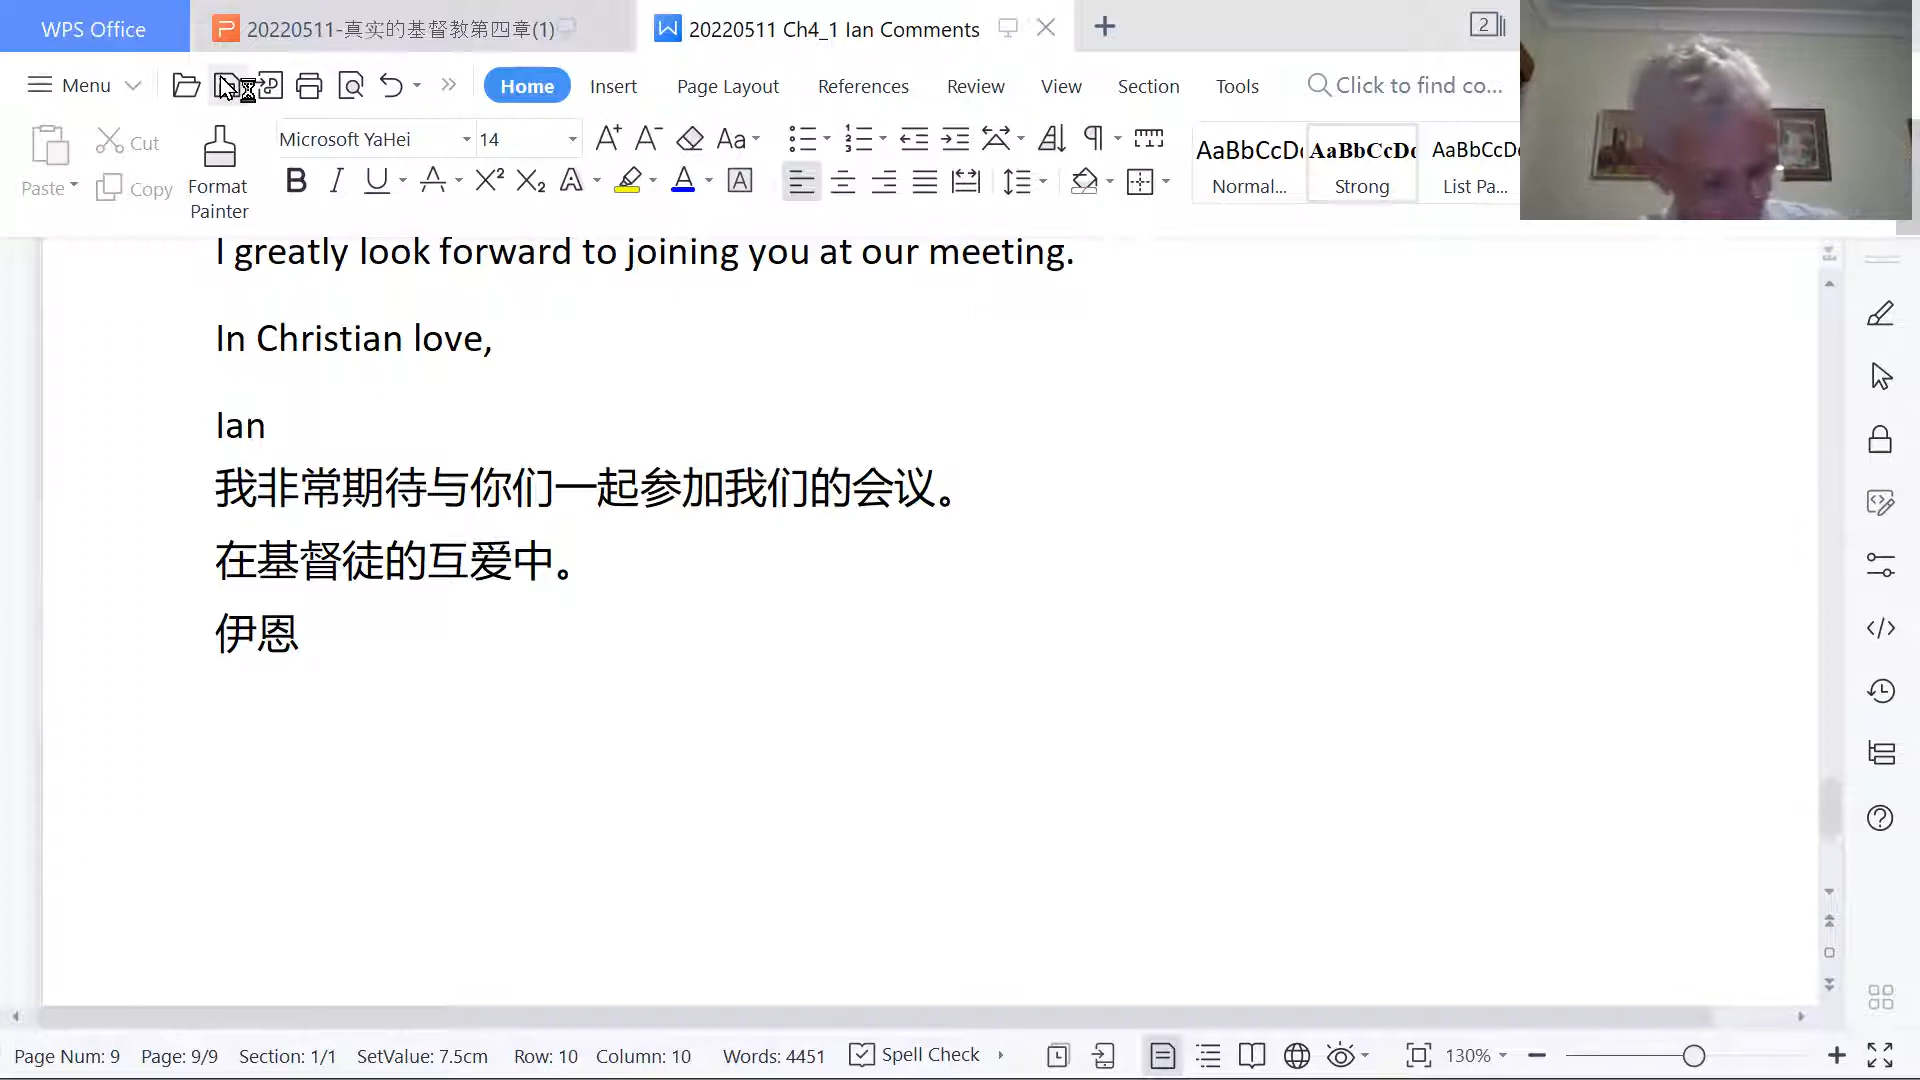 WPS Office
20220511-真实的基督教第四章(1)
20220511 Ch4_1 Ian Comments
2
Menu
Home
Insert
Page Layout
References
Review
View
Section
Tools
Click to find co...
Paste
Cut
Copy
Format
Painter
Microsoft YaHei
14
AaBbCcDd
Normal...
AaBbCcDd
Strong
AaBbCcDd
List Pa...
I greatly look forward to joining you at our meeting.
In Christian love,
Ian
我非常期待与你们一起参加我们的会议。
在基督徒的互爱中。
伊恩
Page Num: 9
Page: 9/9
Section: 1/1
SetValue: 7.5cm
Row: 10
Column: 10
Words: 4451
Spell Check
130%